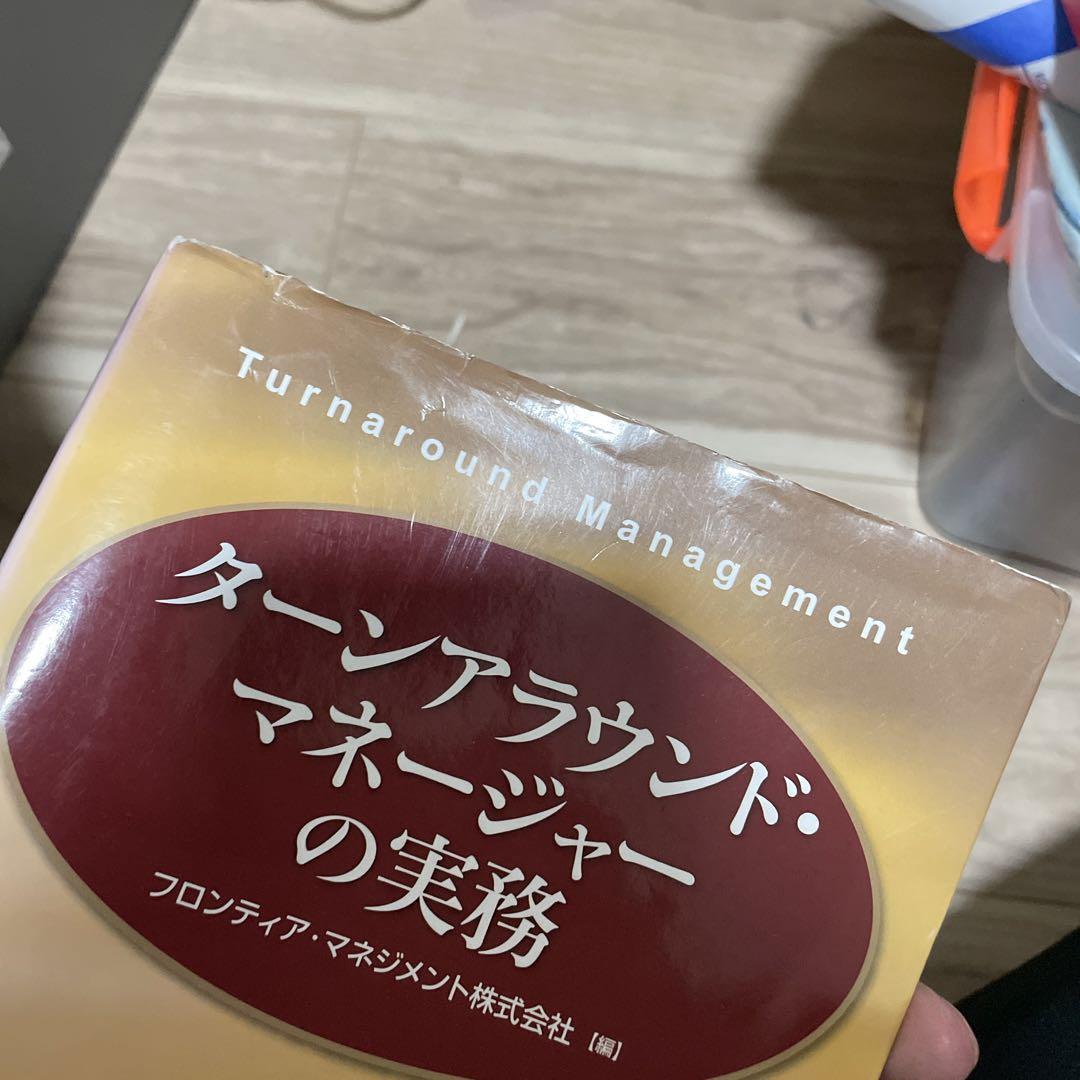 Turnaround Management
ターンアラウンド・
マネージャー
の実務
フロンティア・マネジメント株式会社【編】